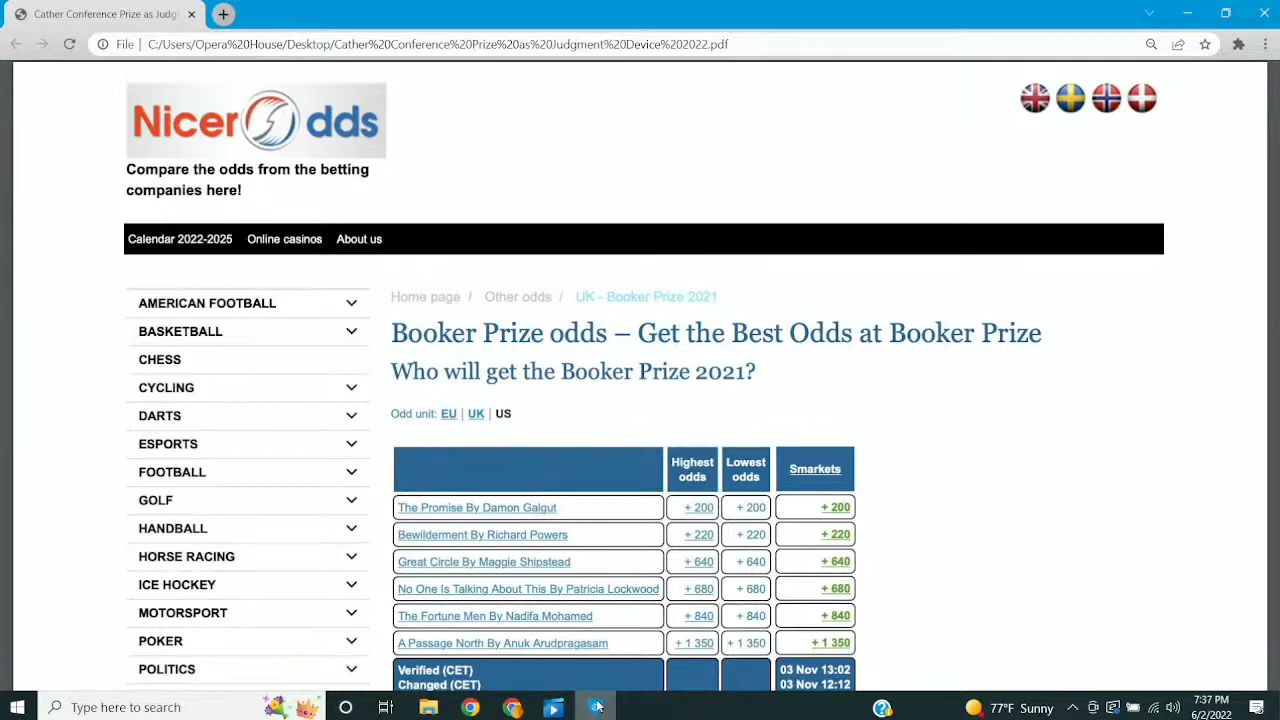 Cather Conference Nidger
File | C:/Users/Opera%20House/Desktop/Cather%20Conference%20Prize%20as%20Judgment%20Device%202022.pdf
NicerOdds
Compare the odds from the betting
companies here!
Calendar 2022-2025 Online casinos About us
AMERICAN FOOTBALL
BASKETBALL
CHESS
CYCLING
DARTS
ESPORTS
FOOTBALL
GOLF
HANDBALL
HORSE RACING
ICE HOCKEY
MOTORSPORT
POKER
POLITICS
Home page / Other odds / UK - Booker Prize 2021
Booker Prize odds – Get the Best Odds at Booker Prize
Who will get the Booker Prize 2021?
Odd unit: EU | UK | US
Highest odds Lowest odds Smarkets
The Promise By Damon Galgut + 200 + 200 + 200
Bewilderment By Richard Powers + 220 + 220 + 220
Great Circle By Maggie Shipstead + 640 + 640 + 640
No One Is Talking About This By Patricia Lockwood + 680 + 680 + 680
The Fortune Men By Nadifa Mohamed + 840 + 840 + 840
A Passage North By Anuk Arudpragasam + 1 350 + 1 350 + 1 350
Verified (CET) 03 Nov 13:02
Changed (CET) 03 Nov 12:12
Type here to search
77°F Sunny
7:37 PM
6/2/2022